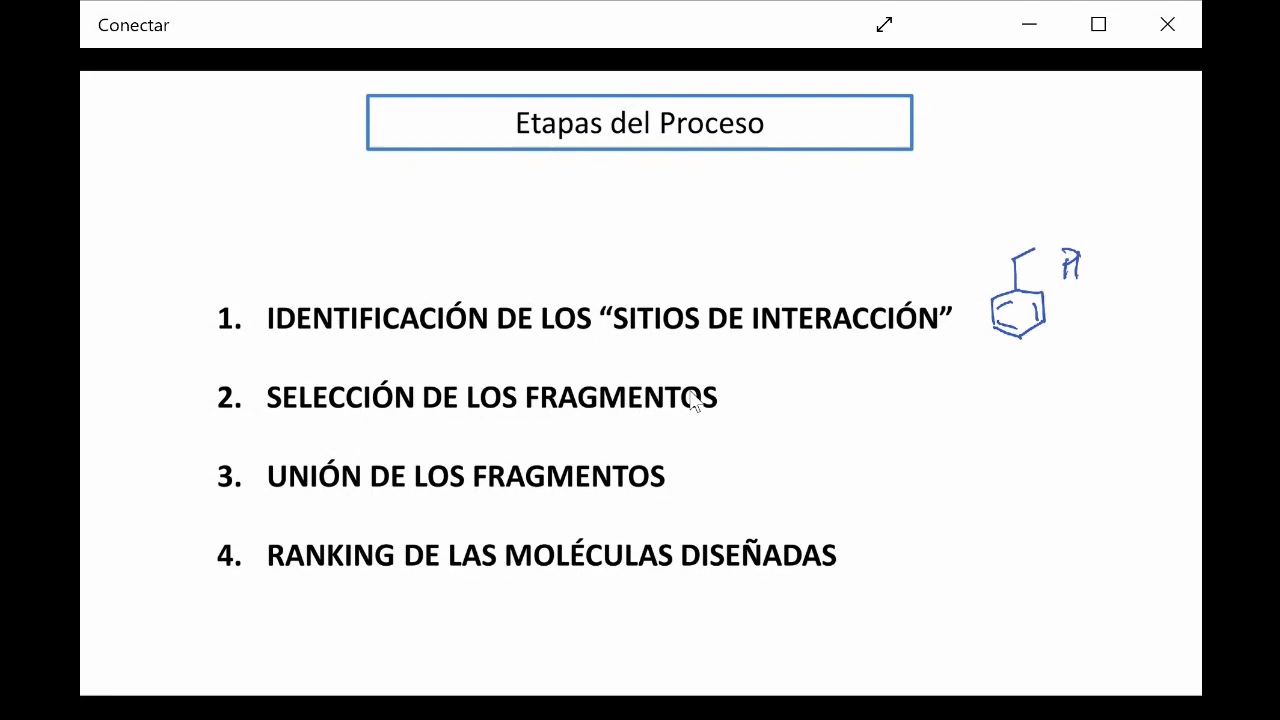 Conectar
Etapas del Proceso
1. IDENTIFICACIÓN DE LOS “SITIOS DE INTERACCIÓN”
2. SELECCIÓN DE LOS FRAGMENTOS
3. UNIÓN DE LOS FRAGMENTOS
4. RANKING DE LAS MOLÉCULAS DISEÑADAS